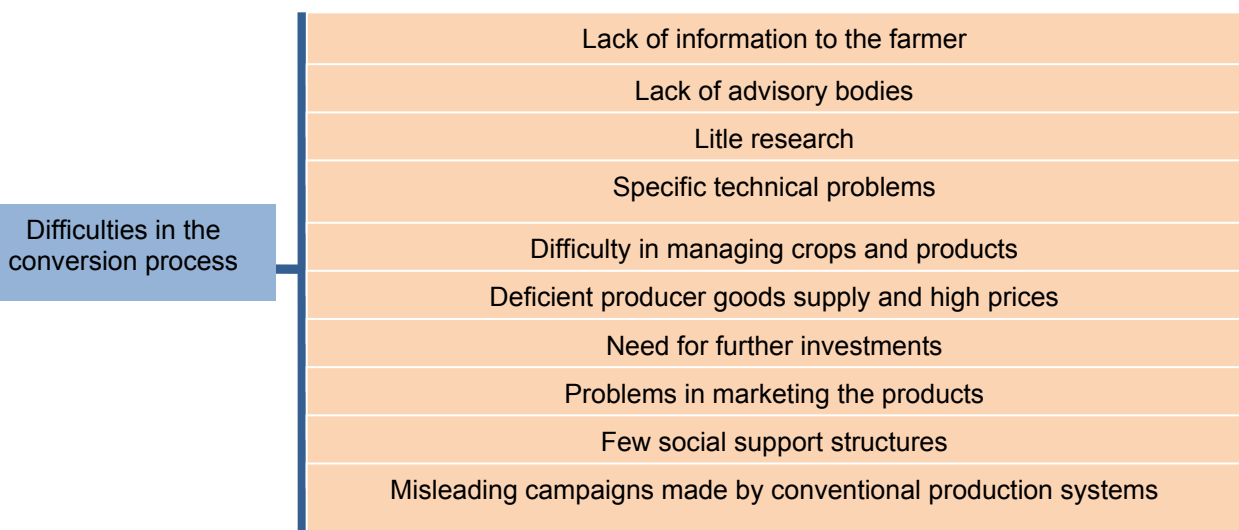 Difficulties in the
conversion process
Lack of information to the farmer
Lack of advisory bodies
Litle research
Specific technical problems
Difficulty in managing crops and products
Deficient producer goods supply and high prices
Need for further investments
Problems in marketing the products
Few social support structures
Misleading campaigns made by conventional production systems